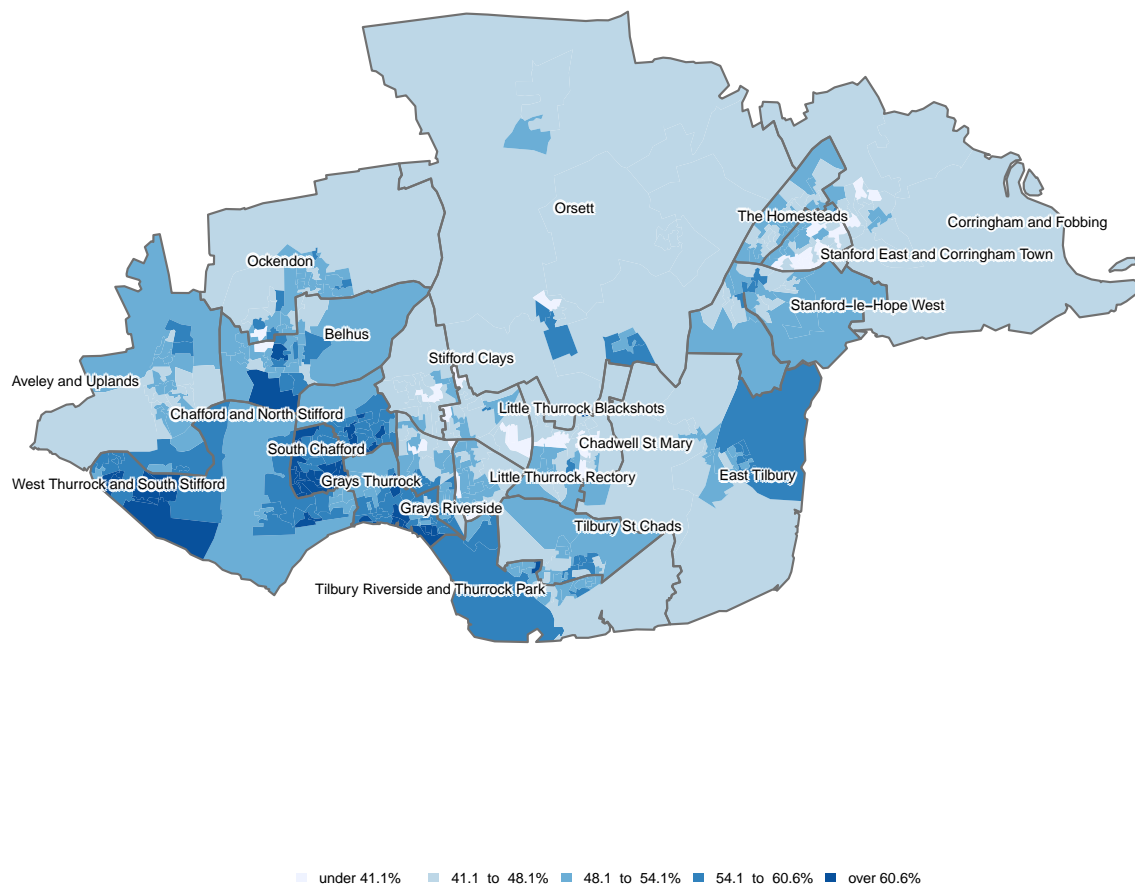 Orsett
The Homesteads
Corringham and Fobbing
Stanford East and Corringham Town
Ockendon
Stanford−le−Hope West
Belhus
Stifford Clays
Aveley and Uplands
Little Thurrock Blackshots
Chafford and North Stifford
Chadwell St Mary
South Chafford
East Tilbury
Little Thurrock Rectory
Grays Thurrock
West Thurrock and South Stifford
Grays Riverside
Tilbury St Chads
Tilbury Riverside and Thurrock Park
under 41.1% 41.1 to 48.1% 48.1 to 54.1% 54.1 to 60.6% over 60.6%